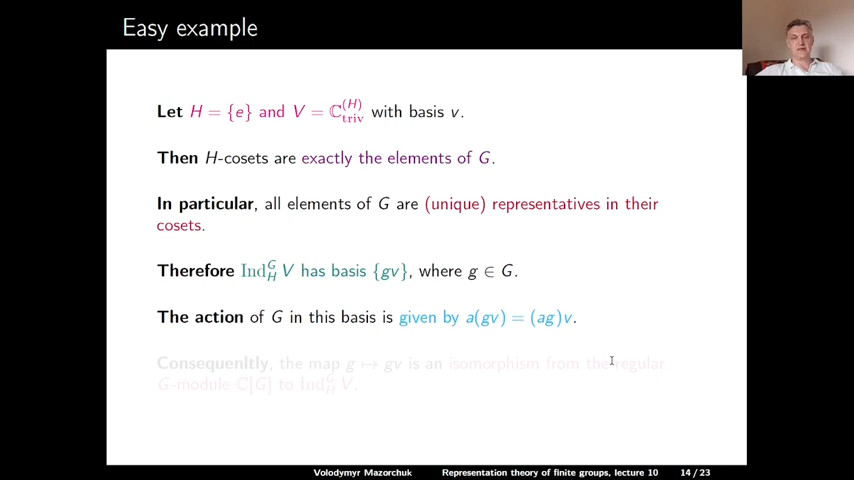 Easy example
Let H = {e} and V = ℂ_triv^(H) with basis v.
Then H-cosets are exactly the elements of G.
In particular, all elements of G are (unique) representatives in their
cosets.
Therefore Ind_H^G V has basis {gv}, where g ∈ G.
The action of G in this basis is given by a(gv) = (ag)v.
Consequenltly, the map g ↦ gv is an isomorphism from the regular
G-module ℂ[G] to Ind_H^G V.
Volodymyr Mazorchuk Representation theory of finite groups, lecture 10 14 / 23